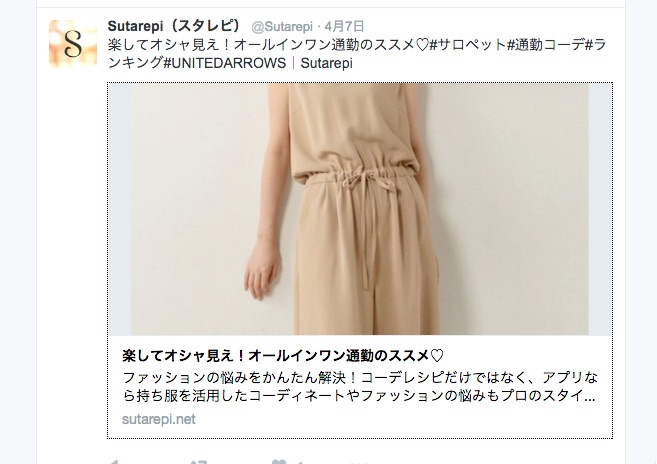 Sutarepi（スタレピ） @Sutarepi · 4月7日
楽してオシャ見え！オールインワン通勤のススメ♡#サロペット#通勤コーデ#ラ
ンキング#UNITEDARROWS｜Sutarepi
楽してオシャ見え！オールインワン通勤のススメ♡
ファッションの悩みをかんたん解決！コーデレシピだけではなく、アプリな
ら持ち服を活用したコーディネートやファッションの悩みもプロのスタイ...
sutarepi.net